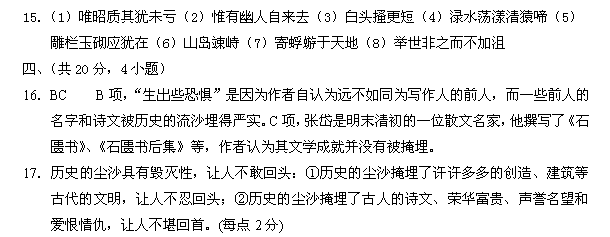 15.（1）唯昭质其犹未亏（2）惟有幽人自来去（3）白头搔更短（4）渌水荡漾清猿啼（5）
雕栏玉砌应犹在（6）山岛竦峙（7）寄蜉蝣于天地（8）举世非之而不加沮
四、（共 20 分，4 小题）
16. BC B 项，“生出些恐惧”是因为作者自认为远不如同为写作人的前人，而一些前人的
名字和诗文被历史的流沙埋得严实。C 项，张岱是明末清初的一位散文名家，他撰写了《石
匮书》、《石匮书后集》等，作者认为其文学成就并没有被掩埋。
17. 历史的尘沙具有毁灭性，让人不敢回头：①历史的尘沙掩埋了许许多多的创造、建筑等
古代的文明，让人不忍回头；②历史的尘沙掩埋了古人的诗文、荣华富贵、声誉名望和
爱恨情仇，让人不堪回首。(每点 2 分)